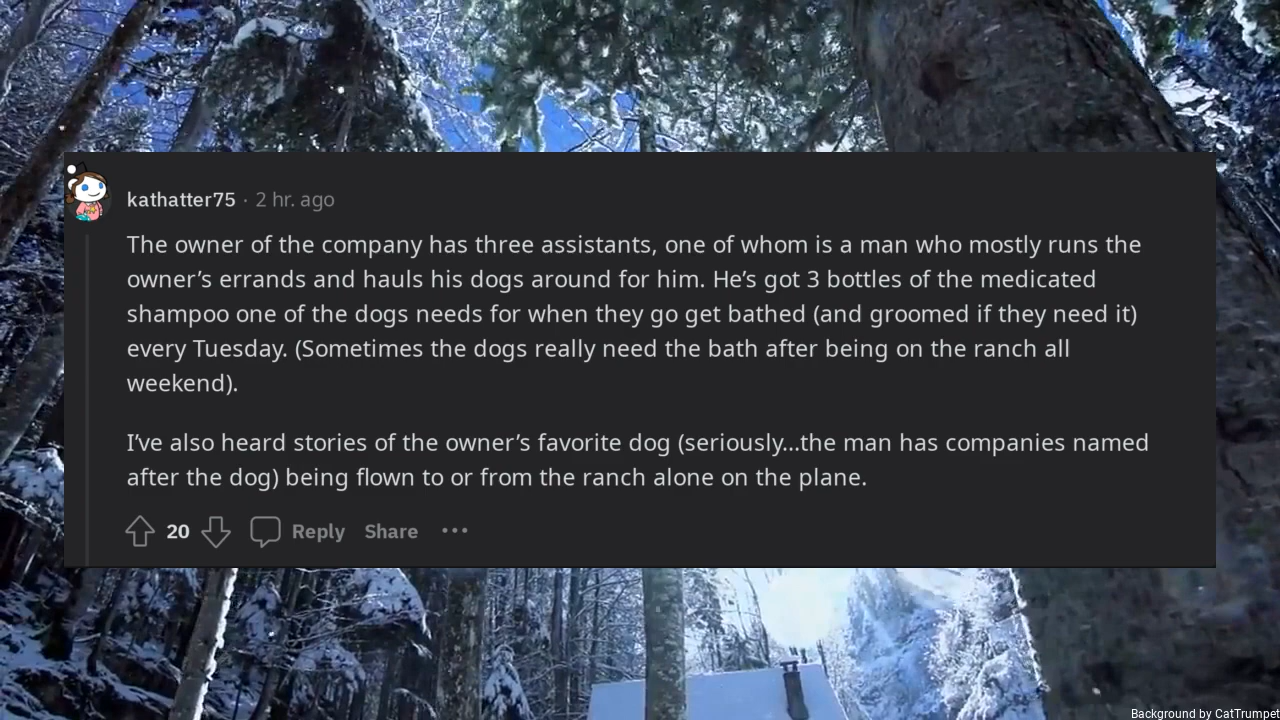 kathatter75 · 2 hr. ago
The owner of the company has three assistants, one of whom is a man who mostly runs the
owner’s errands and hauls his dogs around for him. He’s got 3 bottles of the medicated
shampoo one of the dogs needs for when they go get bathed (and groomed if they need it)
every Tuesday. (Sometimes the dogs really need the bath after being on the ranch all
weekend).
I’ve also heard stories of the owner’s favorite dog (seriously...the man has companies named
after the dog) being flown to or from the ranch alone on the plane.
20 Reply Share ···
Background by CatTrumpet